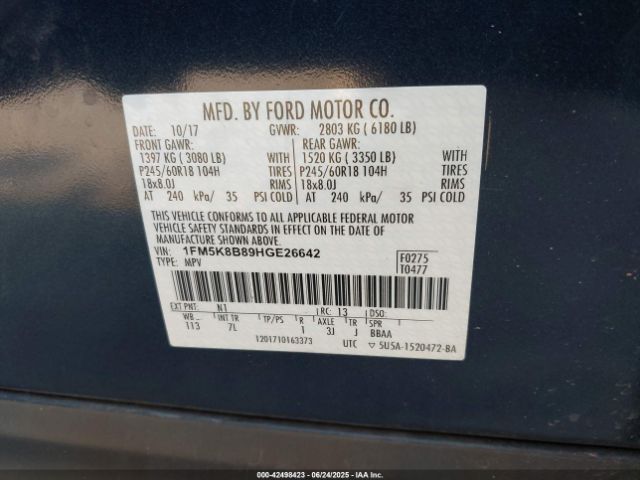 MFD. BY FORD MOTOR CO.
DATE: 10/17 GVWR: 2803 KG ( 6180 LB)
FRONT GAWR: REAR GAWR:
1397 KG ( 3080 LB) WITH 1520 KG ( 3350 LB) WITH
P245/60R18 104H TIRES P245/60R18 104H TIRES
18x8.0J RIMS 18x8.0J RIMS
AT 240 kPa/ 35 PSI COLD AT 240 kPa/ 35 PSI COLD
THIS VEHICLE CONFORMS TO ALL APPLICABLE FEDERAL MOTOR
VEHICLE SAFETY STANDARDS IN EFFECT ON THE DATE OF
MANUFACTURE SHOWN ABOVE.
VIN: 1FM5K8B89HGE26642 F0275
TYPE: MPV T0477
EXT PNT: N1 RC: 13 DSO:
WB INT TR TP/PS R AXLE TR SPR
113 7L 1 3J J BBAA
1201710163373 UTC ▽ 5U5A-1520472-BA
000-42498423 - 06/24/2025 - IAA, Inc.